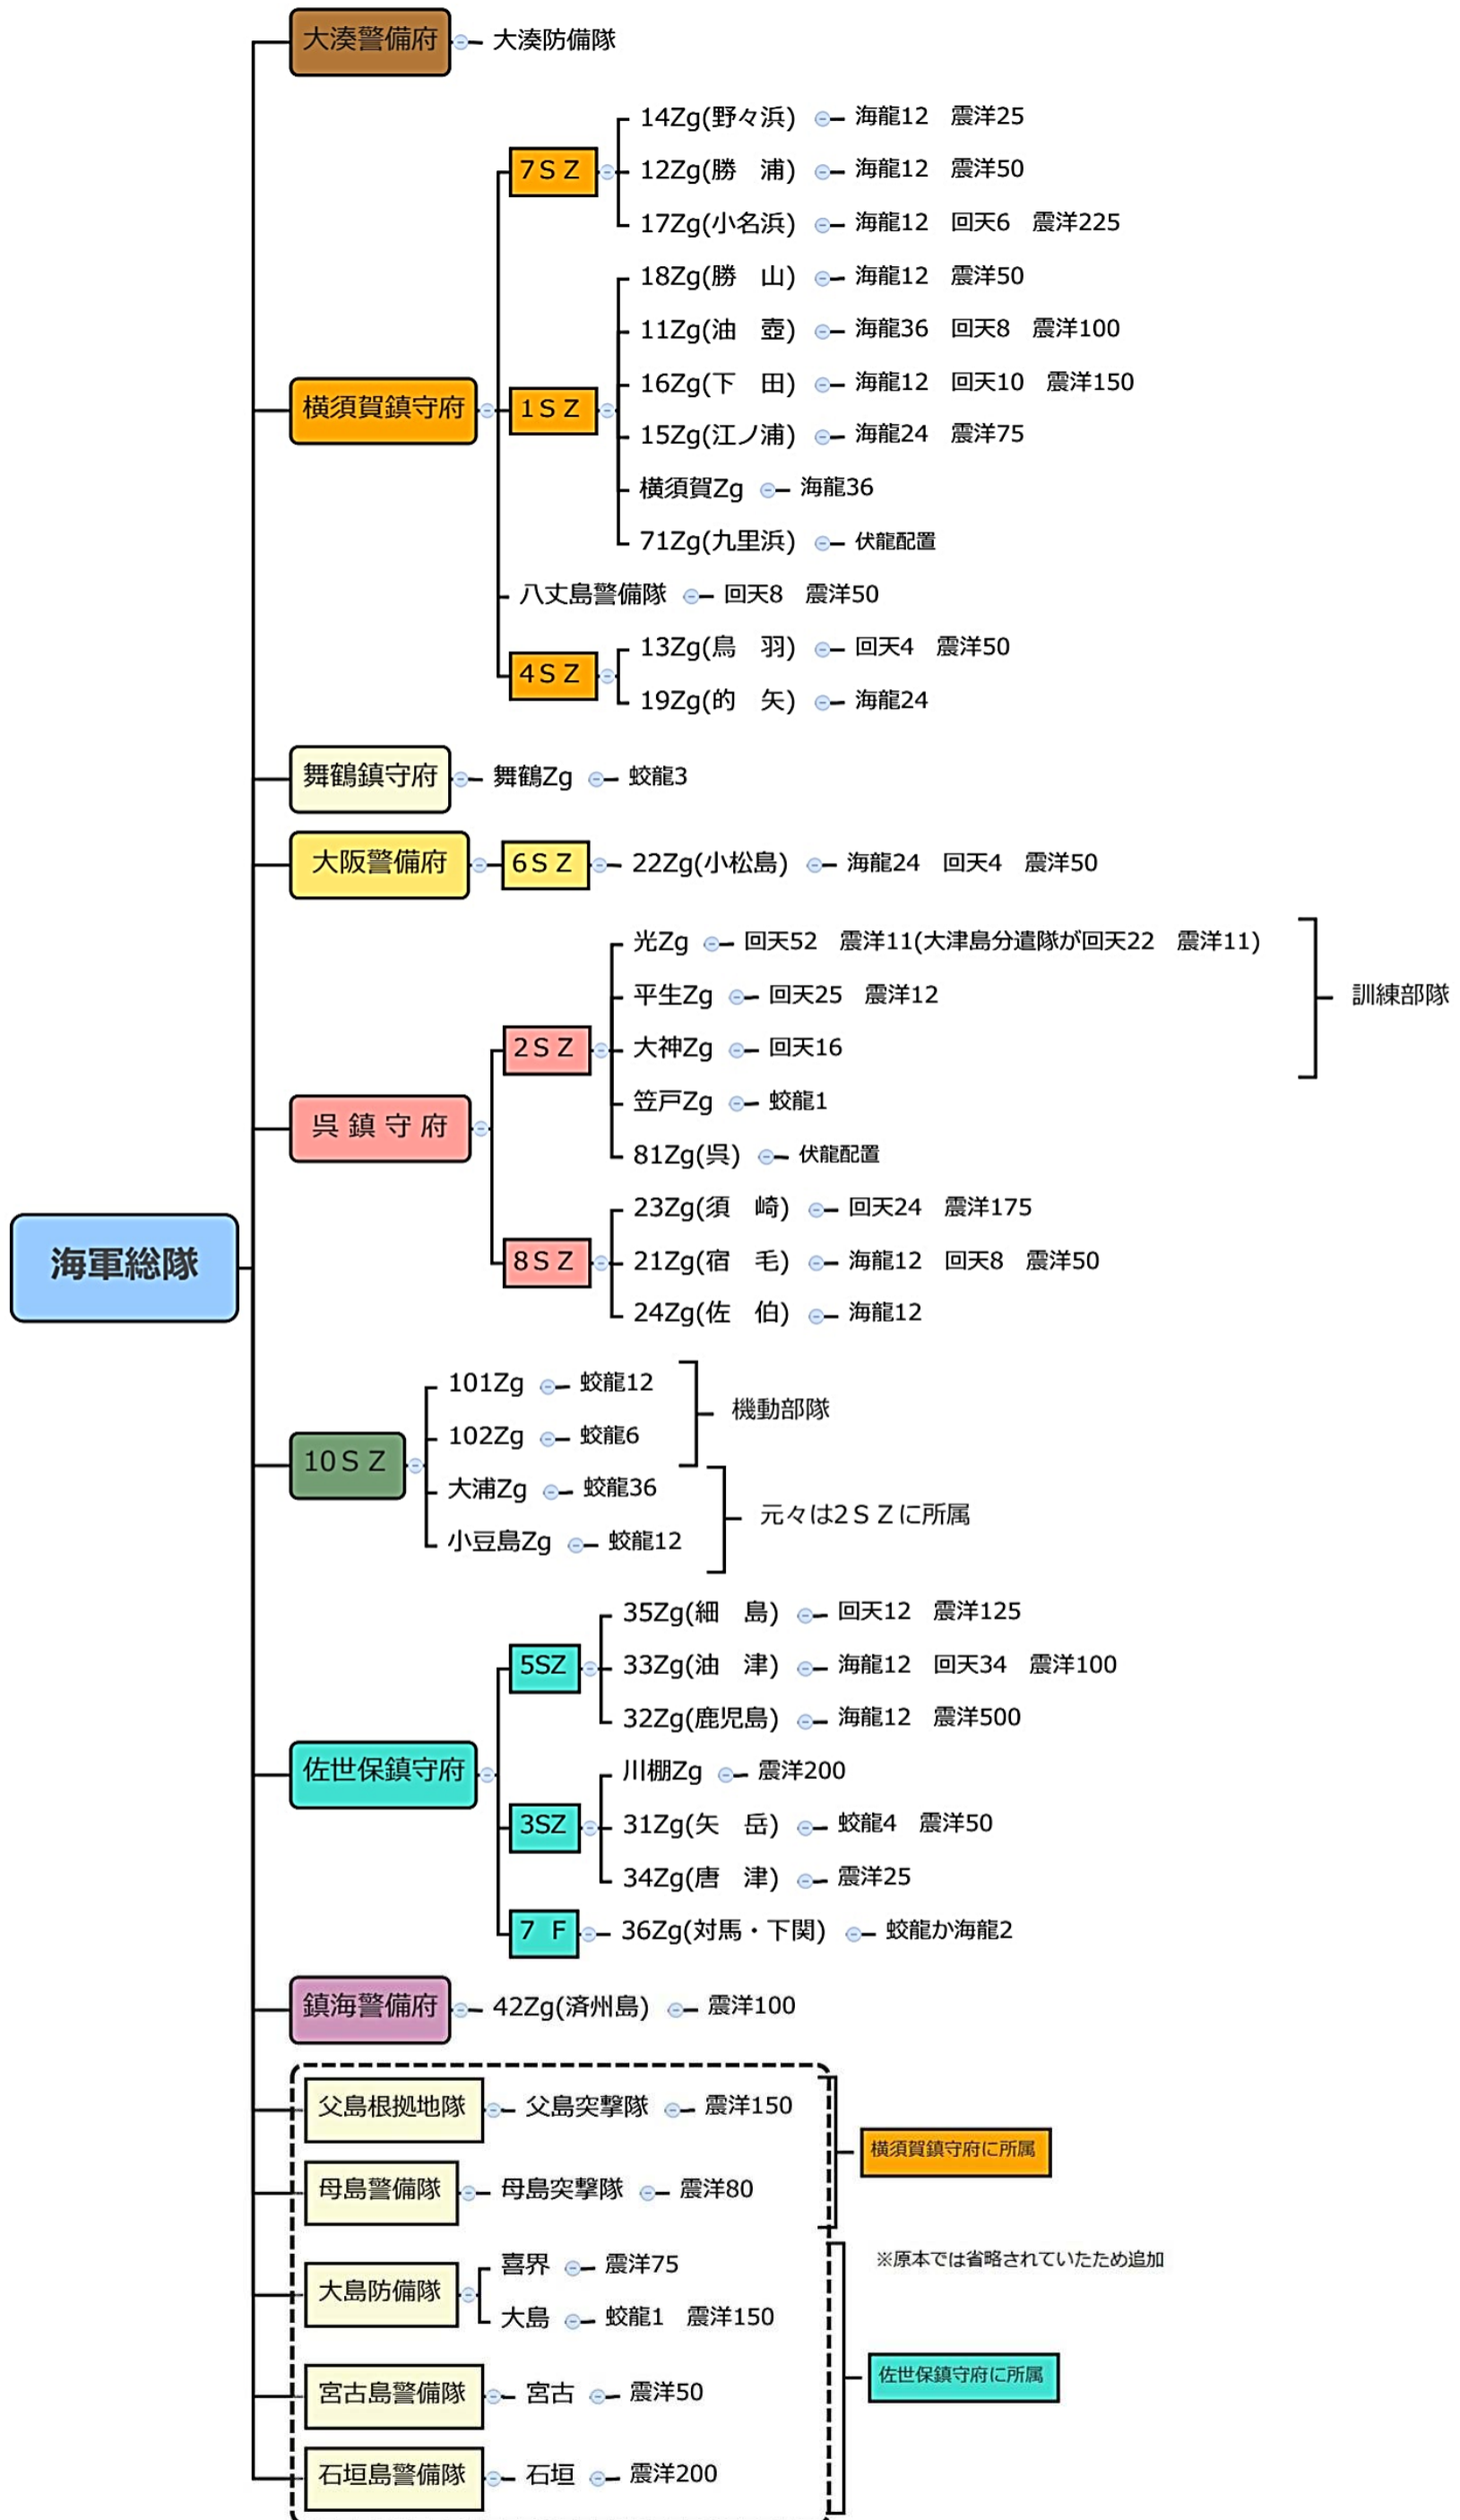 大湊警備府 大湊防備隊
14Zg(野々浜) 海龍12　震洋25
7ＳＺ 12Zg(勝　浦) 海龍12　震洋50
17Zg(小名浜) 海龍12　回天6　震洋225
18Zg(勝　山) 海龍12　震洋50
11Zg(油　壺) 海龍36　回天8　震洋100
16Zg(下　田) 海龍12　回天10　震洋150
横須賀鎮守府 1ＳＺ
15Zg(江ノ浦) 海龍24　震洋75
横須賀Zg 海龍36
71Zg(九里浜) 伏龍配置
八丈島警備隊 回天8　震洋50
13Zg(鳥　羽) 回天4　震洋50
4ＳＺ
19Zg(的　矢) 海龍24
舞鶴鎮守府 舞鶴Zg 蛟龍3
大阪警備府 6ＳＺ 22Zg(小松島) 海龍24　回天4　震洋50
光Zg 回天52　震洋11(大津島分遣隊が回天22　震洋11)
平生Zg 回天25　震洋12 訓練部隊
2ＳＺ 大神Zg 回天16
笠戸Zg 蛟龍1
呉 鎮 守 府
81Zg(呉) 伏龍配置
23Zg(須　崎) 回天24　震洋175
8ＳＺ 21Zg(宿　毛) 海龍12　回天8　震洋50
海軍総隊
24Zg(佐　伯) 海龍12
101Zg 蛟龍12
機動部隊
102Zg 蛟龍6
10ＳＺ
大浦Zg 蛟龍36
元々は2ＳＺに所属
小豆島Zg 蛟龍12
35Zg(細　島) 回天12　震洋125
5SZ 33Zg(油　津) 海龍12　回天34　震洋100
32Zg(鹿児島) 海龍12　震洋500
佐世保鎮守府 川棚Zg 震洋200
3SZ 31Zg(矢　岳) 蛟龍4　震洋50
34Zg(唐　津) 震洋25
7　F 36Zg(対馬・下関) 蛟龍か海龍2
鎮海警備府 42Zg(済州島) 震洋100
父島根拠地隊 父島突撃隊 震洋150
横須賀鎮守府に所属
母島警備隊 母島突撃隊 震洋80
※原本では省略されていたため追加
喜界 震洋75
大島防備隊
大島 蛟龍1　震洋150
佐世保鎮守府に所属
宮古島警備隊 宮古 震洋50
石垣島警備隊 石垣 震洋200